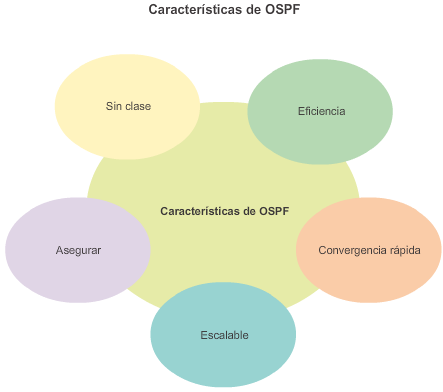 Características de OSPF
Sin clase
Eficiencia
Características de OSPF
Asegurar
Convergencia rápida
Escalable